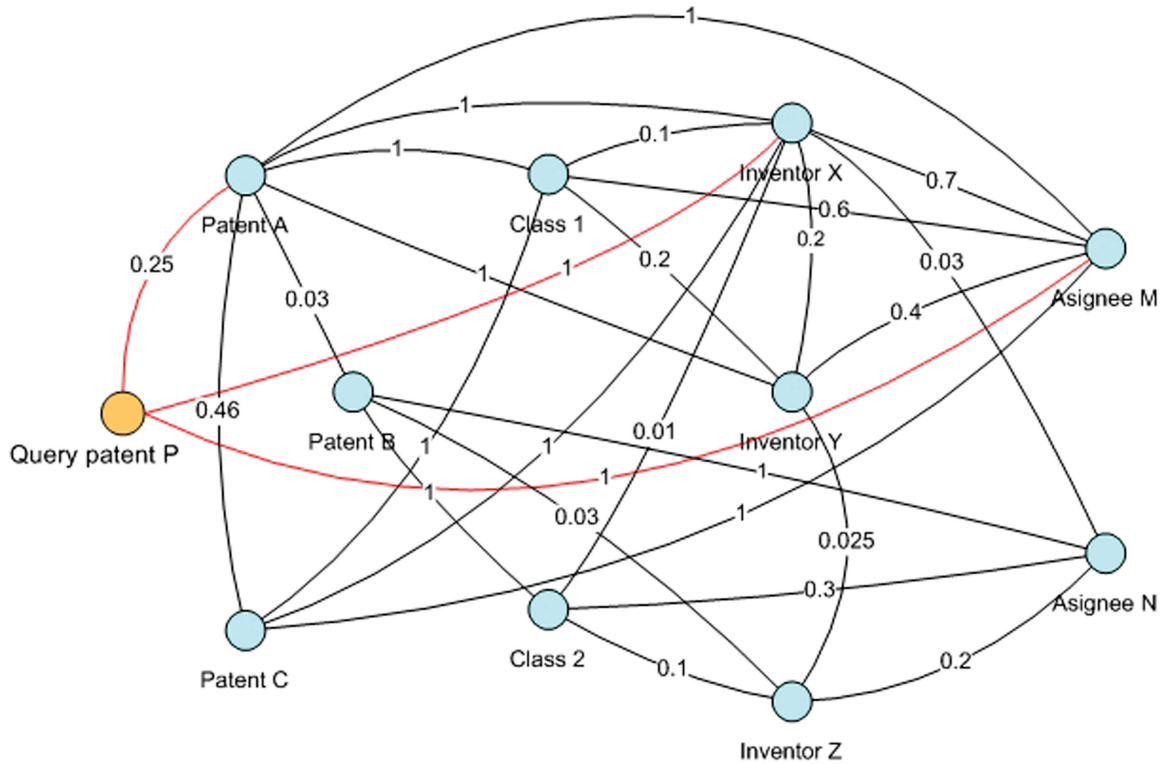 1
1
0.1
1
Inventor X
0.7
Patent A
Class 1
0.6
0.2
0.25
1
1
0.2
0.03
0.03
Asignee M
0.4
0.46
Query patent P
Patent B
1
1
0.01
Inventor Y
1
1
1
0.03
1
0.025
0.3
Asignee N
Class 2
0.1
0.2
Patent C
Inventor Z